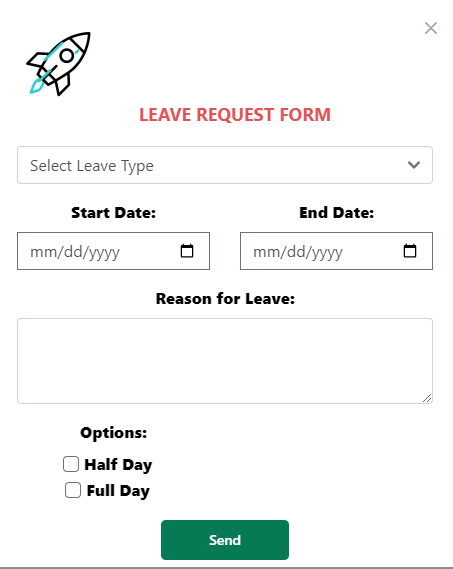 LEAVE REQUEST FORM
Select Leave Type
Start Date: End Date:
mm/dd/yyyy mm/dd/yyyy
Reason for Leave:
Options:
Half Day
Full Day
Send